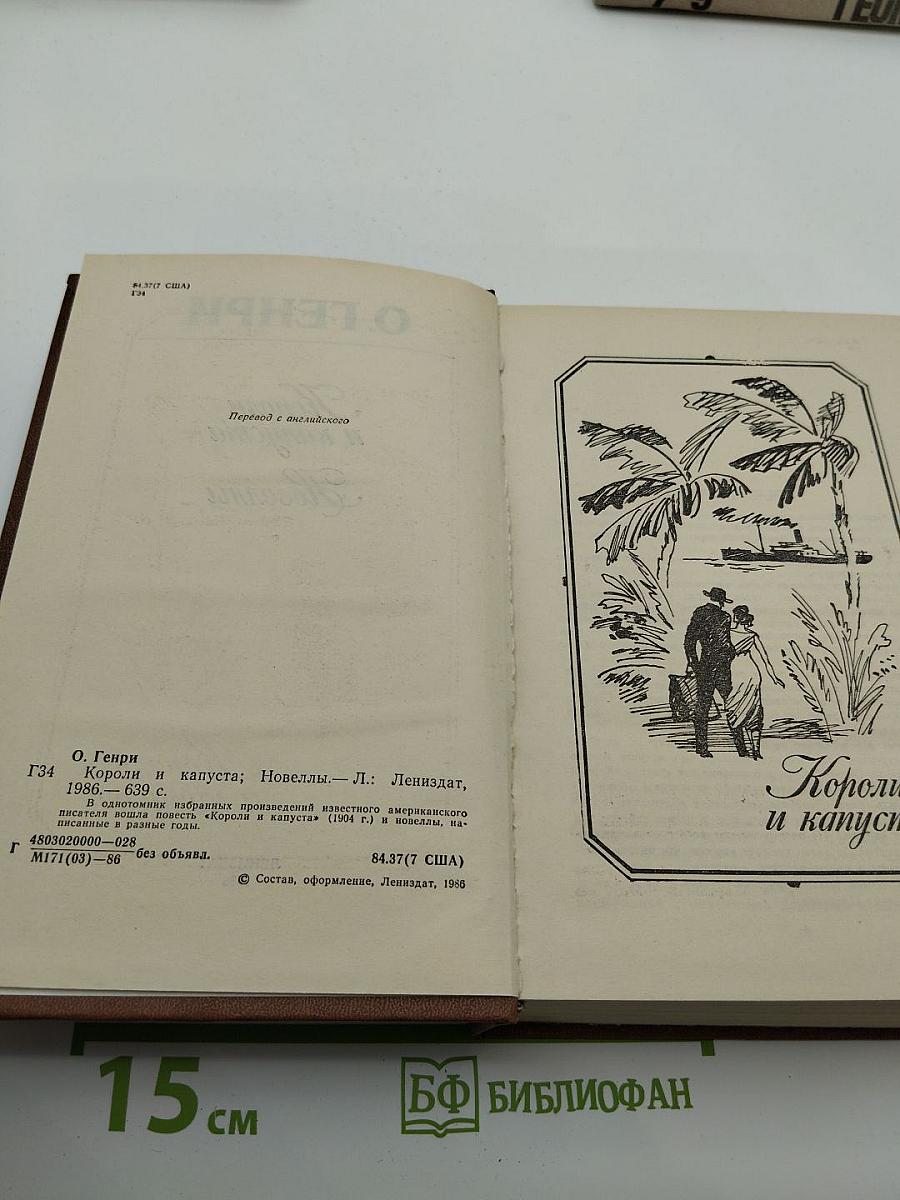 84.37(7 США)
Г34
О. ГЕНРИ
Перевод с английского
О. Генри
Г34 Короли и капуста; Новеллы.— Л.: Лениздат,
1986.— 639 с.
В однотомник избранных произведений известного американского
писателя вошла повесть «Короли и капуста» (1904 г.) и новеллы, на-
писанные в разные годы.
Г 4803020000—028
М171(03)—86 без объявл. 84.37(7 США)
© Состав, оформление, Лениздат, 1986
Короли
и капуст
15 см
БФ БИБЛИОФАН